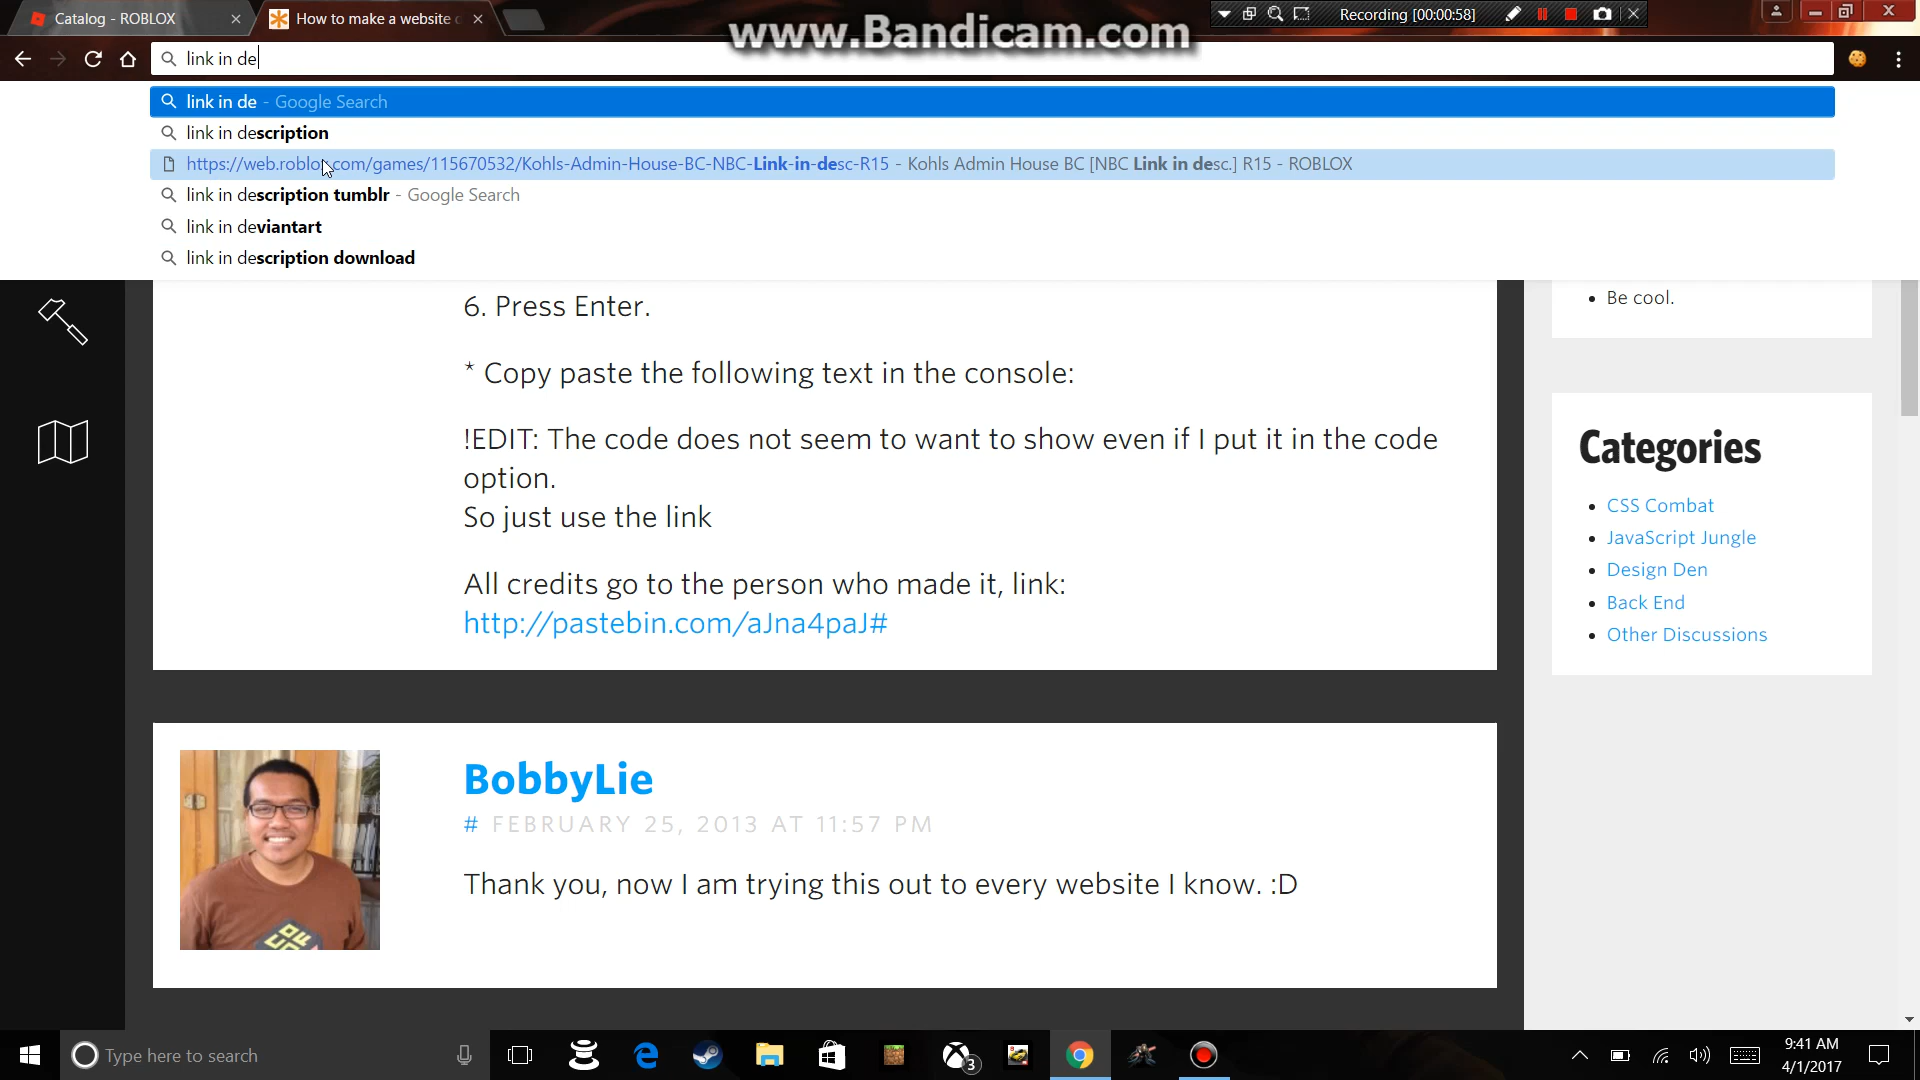 Catalog - ROBLOX
How to make a website
www.Bandicam.com
Recording [00:00:58]
link in de
link in de - Google Search
link in description
https://web.roblox.com/games/115670532/Kohls-Admin-House-BC-NBC-Link-in-desc-R15 - Kohls Admin House BC [NBC Link in desc.] R15 - ROBLOX
link in description tumblr - Google Search
link in deviantart
link in description download
6. Press Enter.
* Copy paste the following text in the console:
!EDIT: The code does not seem to want to show even if I put it in the code
option.
So just use the link
All credits go to the person who made it, link:
http://pastebin.com/aJna4paJ#
Be cool.
Categories
CSS Combat
JavaScript Jungle
Design Den
Back End
Other Discussions
BobbyLie
# FEBRUARY 25, 2013 AT 11:57 PM
Thank you, now I am trying this out to every website I know. :D
Type here to search
3
9:41 AM
4/1/2017